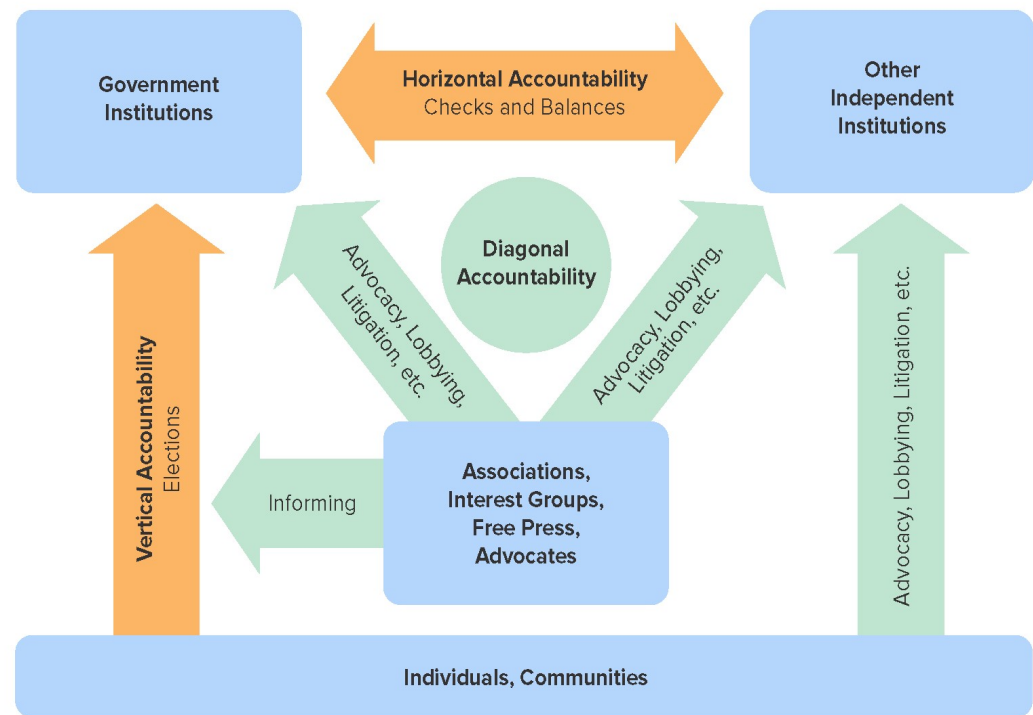 Government
Institutions
Horizontal Accountability
Checks and Balances
Other
Independent
Institutions
Diagonal
Accountability
Advocacy, Lobbying,
Litigation, etc.
Advocacy, Lobbying,
Litigation, etc.
Vertical Accountability
Elections
Informing
Associations,
Interest Groups,
Free Press,
Advocates
Advocacy, Lobbying, Litigation, etc.
Individuals, Communities